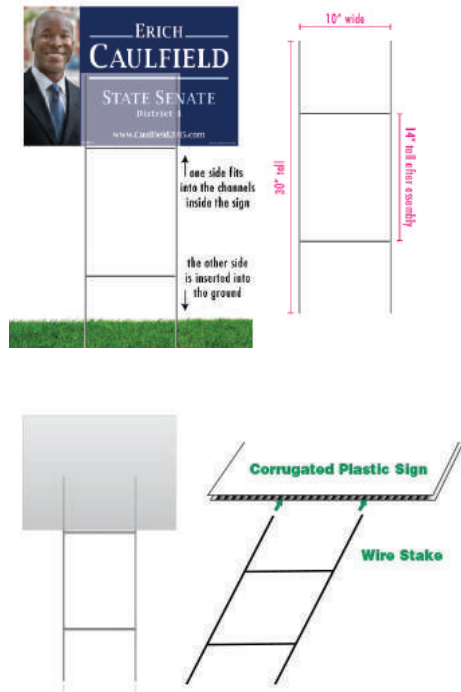 ERICH
CAULFIELD
STATE SENATE
District 4
www.Caulfield2015.com
one side fits
into the channels
inside the sign
the other side
is inserted into
the ground
10" wide
30" tall
14" tall after assembly
Corrugated Plastic Sign
Wire Stake